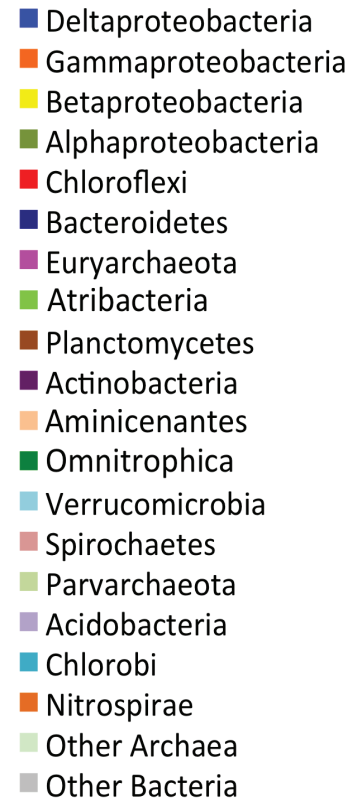 Deltaproteobacteria
Gammaproteobacteria
Betaproteobacteria
Alphaproteobacteria
Chloroflexi
Bacteroidetes
Euryarchaeota
Atribacteria
Planctomycetes
Actinobacteria
Aminicenantes
Omnitrophica
Verrucomicrobia
Spirochaetes
Parvarchaeota
Acidobacteria
Chlorobi
Nitrospirae
Other Archaea
Other Bacteria